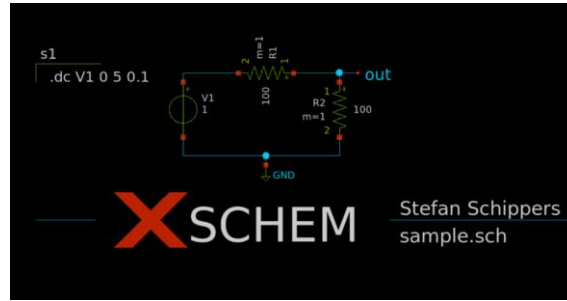 s1
.dc V1 0 5 0.1
m=1
R1
2
1
100
out
V1
1
R2
m=1
1
2
100
GND
XSCHEM
Stefan Schippers
sample.sch